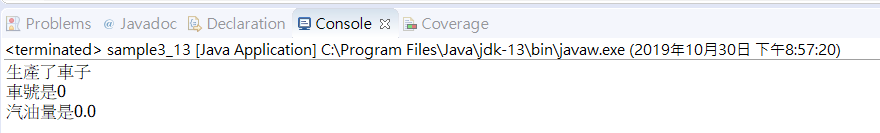 Problems @ Javadoc Declaration Console Coverage
<terminated> sample3_13 [Java Application] C:\Program Files\Java\jdk-13\bin\javaw.exe (2019年10月30日 下午8:57:20)
生產了車子
車號是0
汽油量是0.0